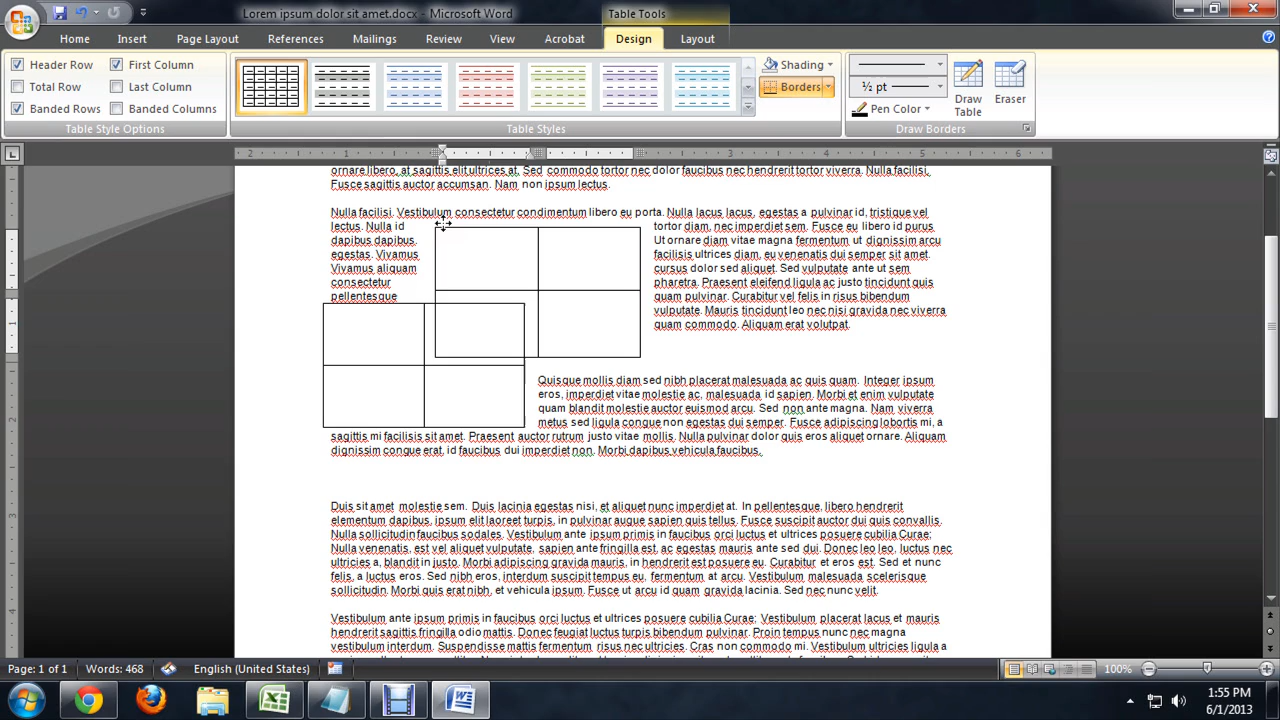 Lorem ipsum dolor sit amet.docx - Microsoft Word
Table Tools
Home Insert Page Layout References Mailings Review View Acrobat Design Layout
Header Row First Column
Total Row Last Column
Banded Rows Banded Columns
Table Style Options
Table Styles
Shading
Borders
½ pt
Pen Color
Draw Table
Eraser
Draw Borders
2 1 1 2 3 4 5 6
ornare libero, at sagittis elit ultrices at. Sed commodo tortor nec dolor faucibus nec hendrerit tortor viverra. Nulla facilisi.
Fusce sagittis auctor accumsan. Nam non ipsum lectus.
Nulla facilisi. Vestibulum consectetur condimentum libero eu porta. Nulla lacus lacus, egestas a pulvinar id, tristique vel
lectus. Nulla id
dapibus dapibus.
egestas. Vivamus
Vivamus aliquam
consectetur
pellentesque
tortor diam, nec imperdiet sem. Fusce eu libero id purus
Ut ornare diam vitae magna fermentum ut dignissim arcu
facilisis ultrices diam, eu venenatis dui semper sit amet.
cursus dolor sed aliquet. Sed vulputate ante ut sem
pharetra. Praesent eleifend ligula ac justo tincidunt quis
quam pulvinar. Curabitur vel felis in risus bibendum
vulputate. Mauris tincidunt leo nec nisi gravida nec viverra
quam commodo. Aliquam erat volutpat.
Quisque mollis diam sed nibh placerat malesuada ac quis quam. Integer ipsum
eros, imperdiet vitae molestie ac, malesuada id sapien. Morbi et enim vulputate
quam blandit molestie auctor euismod arcu. Sed non ante magna. Nam viverra
metus sed ligula congue non egestas dui semper. Fusce adipiscing lobortis mi, a
sagittis mi facilisis sit amet. Praesent auctor rutrum justo vitae mollis. Nulla pulvinar dolor quis eros aliquet ornare. Aliquam
dignissim congue erat, id faucibus dui imperdiet non. Morbi dapibus vehicula faucibus.
Duis sit amet molestie sem. Duis lacinia egestas nisi, et aliquet nunc imperdiet at. In pellentesque, libero hendrerit
elementum dapibus, ipsum elit laoreet turpis, in pulvinar augue sapien quis tellus. Fusce suscipit auctor dui quis convallis.
Nulla sollicitudin faucibus sodales. Vestibulum ante ipsum primis in faucibus orci luctus et ultrices posuere cubilia Curae;
Nulla venenatis, est vel aliquet vulputate, sapien ante fringilla est, ac egestas mauris ante sed dui. Donec leo leo, luctus nec
ultricies a, blandit in justo. Morbi adipiscing gravida mauris, in hendrerit est posuere eu. Curabitur et eros est. Sed et nunc
felis, a luctus eros. Sed nibh eros, interdum suscipit tempus eu, fermentum at arcu. Vestibulum malesuada scelerisque
sollicitudin. Morbi quis erat nibh, et vehicula ipsum. Fusce ut arcu id quam gravida lacinia. Sed nec nunc velit.
Vestibulum ante ipsum primis in faucibus orci luctus et ultrices posuere cubilia Curae; Vestibulum placerat lacus et mauris
hendrerit sagittis fringilla odio mattis. Donec feugiat luctus turpis bibendum pulvinar. Proin tempus nunc nec magna
vestibulum interdum. Suspendisse mattis fermentum risus nec ultricies. Cras non commodo mi. Vestibulum ultricies ligula a
Page: 1 of 1 Words: 468 English (United States) 100%
1:55 PM
6/1/2013